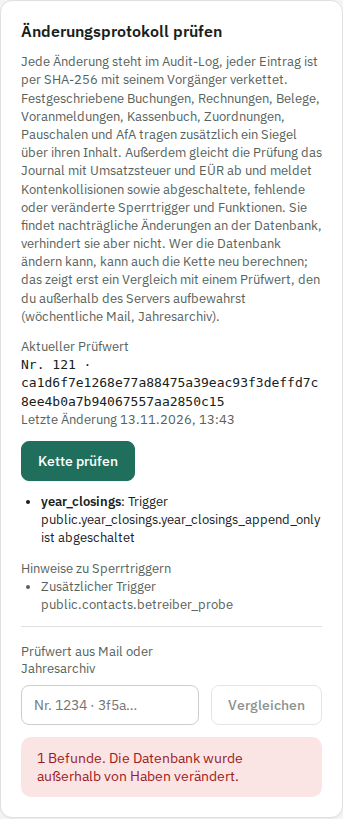 Änderungsprotokoll prüfen
Jede Änderung steht im Audit-Log, jeder Eintrag ist
per SHA-256 mit seinem Vorgänger verkettet.
Festgeschriebene Buchungen, Rechnungen, Belege,
Voranmeldungen, Kassenbuch, Zuordnungen,
Pauschalen und AfA tragen zusätzlich ein Siegel
über ihren Inhalt. Außerdem gleicht die Prüfung das
Journal mit Umsatzsteuer und EÜR ab und meldet
Kontenkollisionen sowie abgeschaltete, fehlende
oder veränderte Sperrtrigger und Funktionen. Sie
findet nachträgliche Änderungen an der Datenbank,
verhindert sie aber nicht. Wer die Datenbank
ändern kann, kann auch die Kette neu berechnen;
das zeigt erst ein Vergleich mit einem Prüfwert, den
du außerhalb des Servers aufbewahrst
(wöchentliche Mail, Jahresarchiv).
Aktueller Prüfwert
Nr. 121 ·
ca1d6f7e1268e77a88475a39eac93f3deffd7c
8ee4b0a7b94067557aa2850c15
Letzte Änderung 13.11.2026, 13:43
Kette prüfen
• year_closings: Trigger
public.year_closings.year_closings_append_only
ist abgeschaltet
Hinweise zu Sperrtriggern
• Zusätzlicher Trigger
public.contacts.betreiber_probe
Prüfwert aus Mail oder
Jahresarchiv
Nr. 1234 · 3f5a…
Vergleichen
1 Befunde. Die Datenbank wurde
außerhalb von Haben verändert.